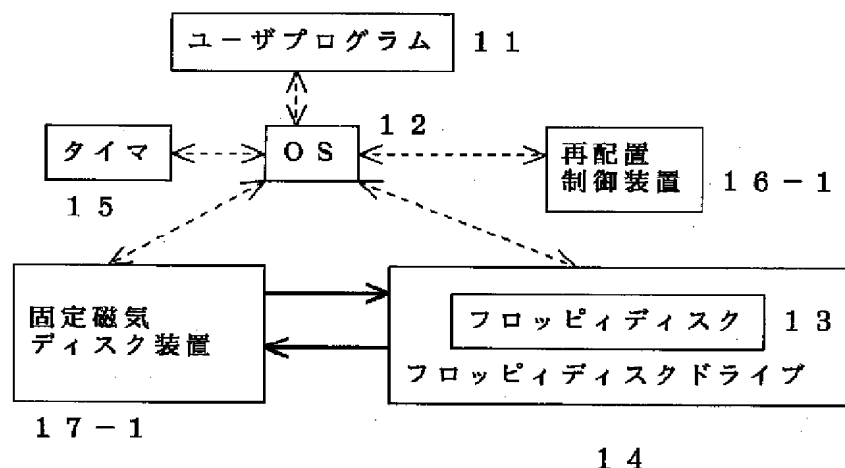 ユーザプログラム 11
12
タイマ
OS
再配置
制御装置
15
16-1
固定磁気
ディスク装置
フロッピィディスク 13
フロッピィディスクドライブ
17-1
14